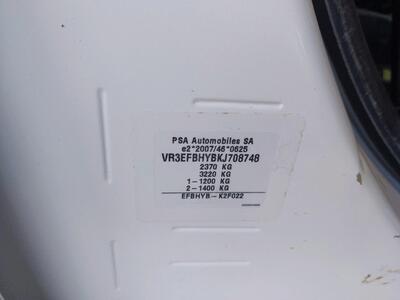 PSA Automobiles SA
e2*2007/46*0625
VR3EFBHYBKJ708748
2370 KG
3220 KG
1-1200 KG
2-1400 KG
EFBHYB-K2F022